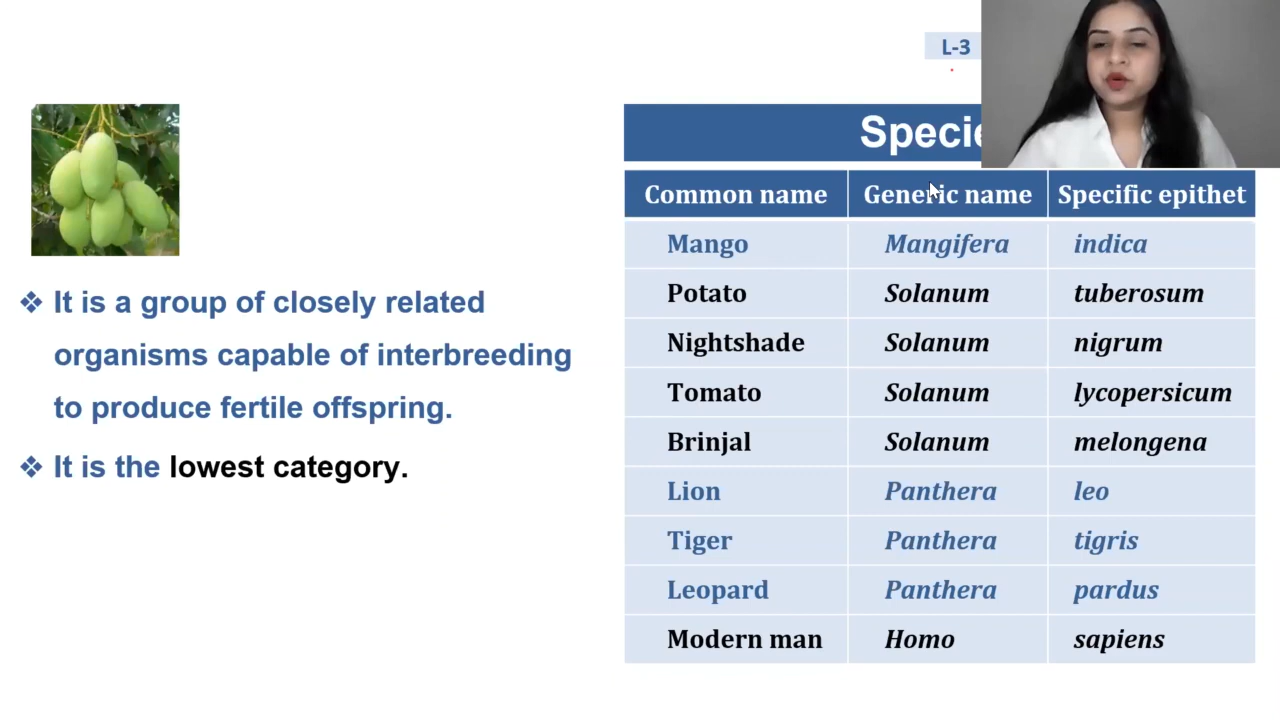 L-3
Common name Generic name Specific epithet
Mango Mangifera indica
Potato Solanum tuberosum
Nightshade Solanum nigrum
Tomato Solanum lycopersicum
Brinjal Solanum melongena
Lion Panthera leo
Tiger Panthera tigris
Leopard Panthera pardus
Modern man Homo sapiens
❖ It is a group of closely related
organisms capable of interbreeding
to produce fertile offspring.
❖ It is the lowest category.